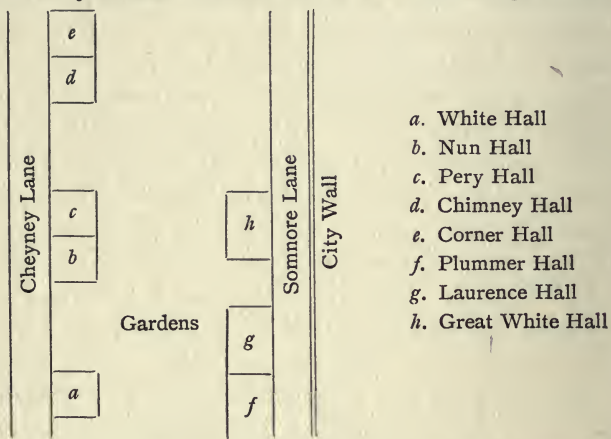 e
d
c
b
a
Cheyney Lane
Gardens
h
g
f
Somnore Lane
City Wall
a. White Hall
b. Nun Hall
c. Pery Hall
d. Chimney Hall
e. Corner Hall
f. Plummer Hall
g. Laurence Hall
h. Great White Hall